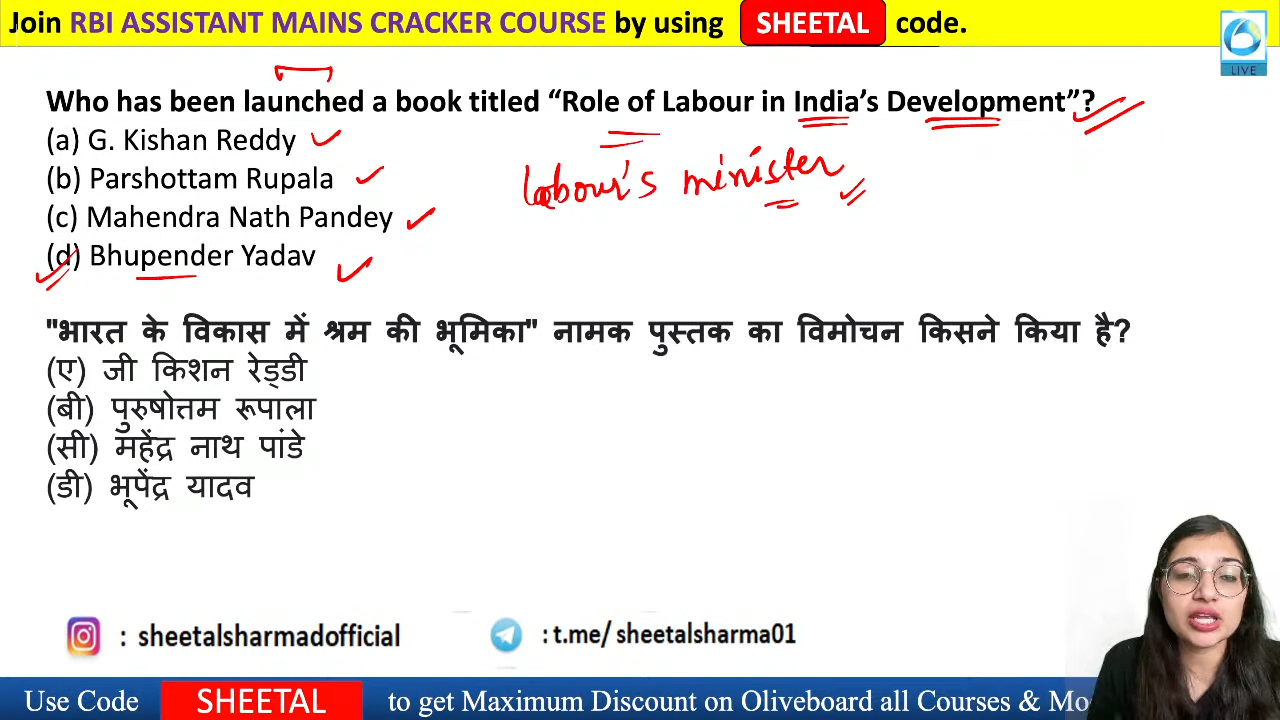 Join RBI ASSISTANT MAINS CRACKER COURSE by using SHEETAL code.
LIVE
Who has been launched a book titled “Role of Labour in India’s Development”?
(a) G. Kishan Reddy
(b) Parshottam Rupala
(c) Mahendra Nath Pandey
(d) Bhupender Yadav
Labour's minister
"भारत के विकास में श्रम की भूमिका" नामक पुस्तक का विमोचन किसने किया है?
(ए) जी किशन रेड्डी
(बी) पुरुषोत्तम रूपाला
(सी) महेंद्र नाथ पांडे
(डी) भूपेंद्र यादव
: sheetalsharmadofficial
: t.me/ sheetalsharma01
Use Code SHEETAL to get Maximum Discount on Oliveboard all Courses & Mo